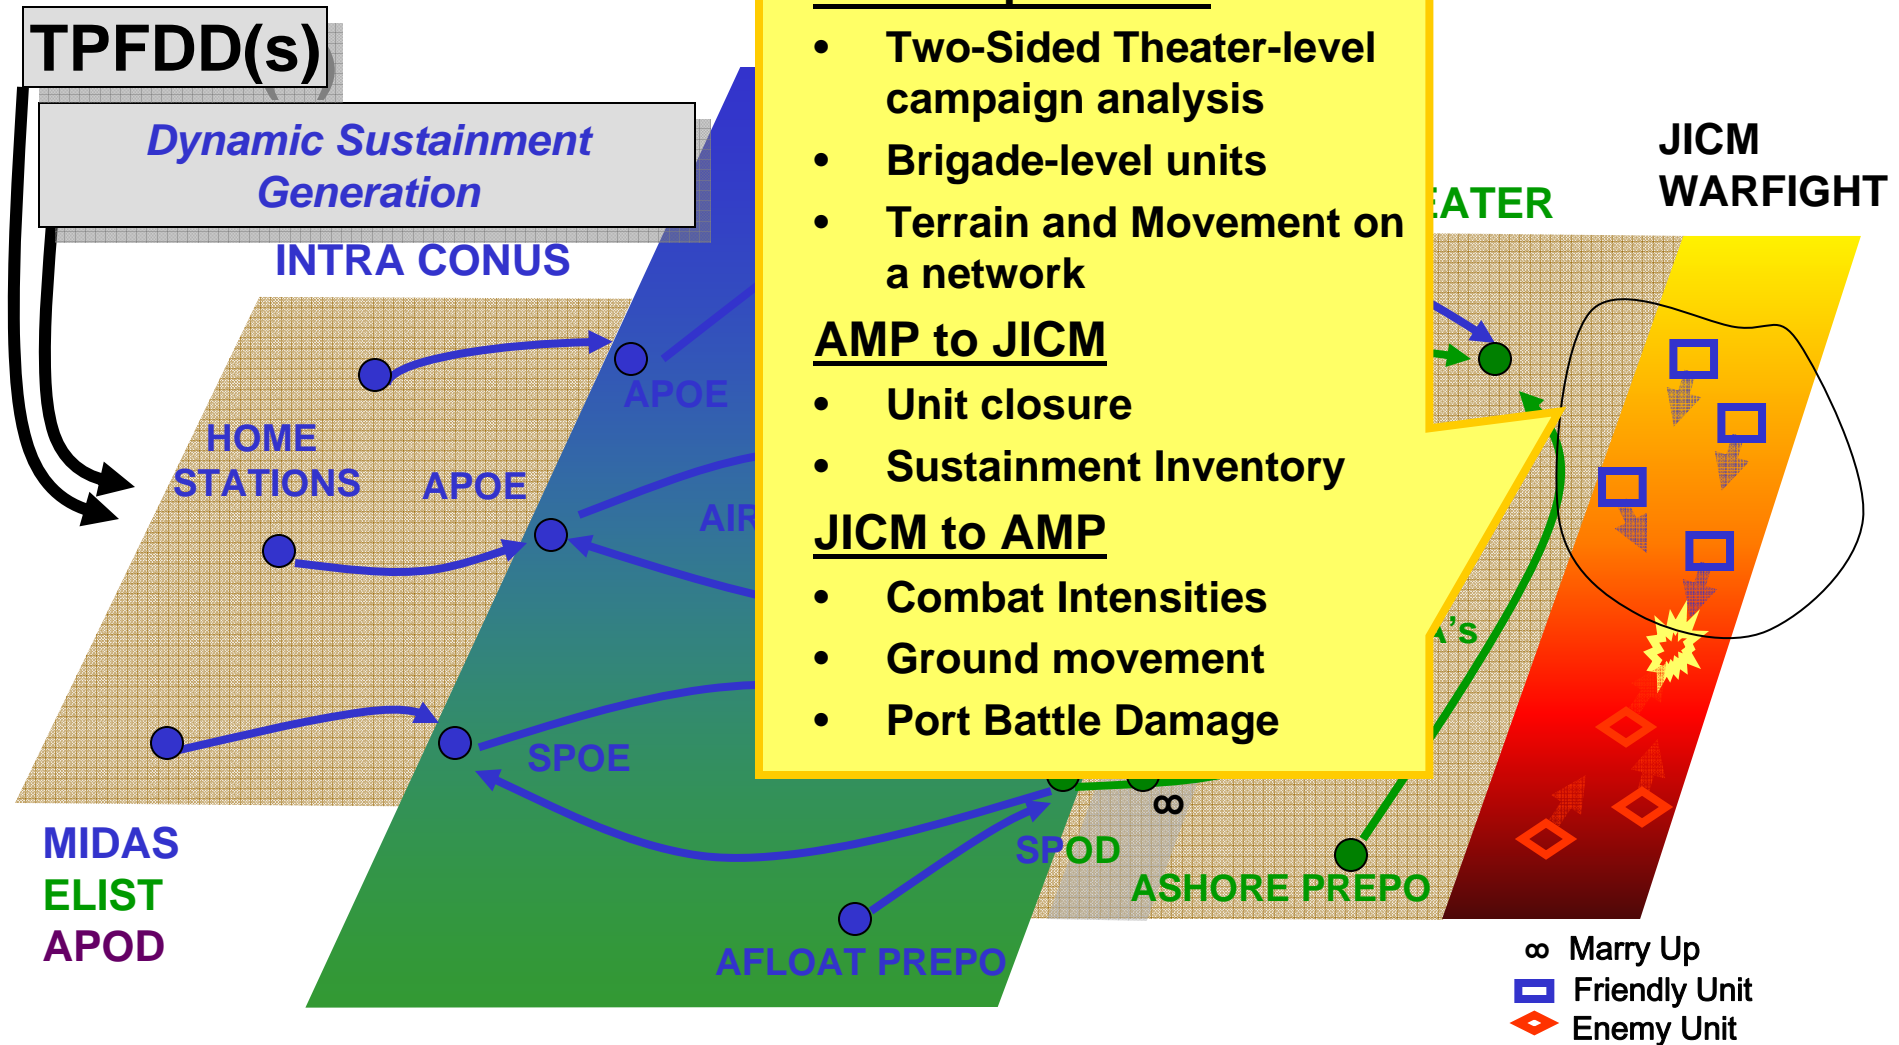 TPFDD(s)
Dynamic Sustainment
Generation
INTRA CONUS
HOME
STATIONS
APOE
APOE
SPOE
AIR
• Two-Sided Theater-level
campaign analysis
• Brigade-level units
• Terrain and Movement on
a network
AMP to JICM
• Unit closure
• Sustainment Inventory
JICM to AMP
• Combat Intensities
• Ground movement
• Port Battle Damage
EATER
A's
JICM
WARFIGHT
∞
SPOD
ASHORE PREPO
AFLOAT PREPO
MIDAS
ELIST
APOD
∞ Marry Up
Friendly Unit
Enemy Unit